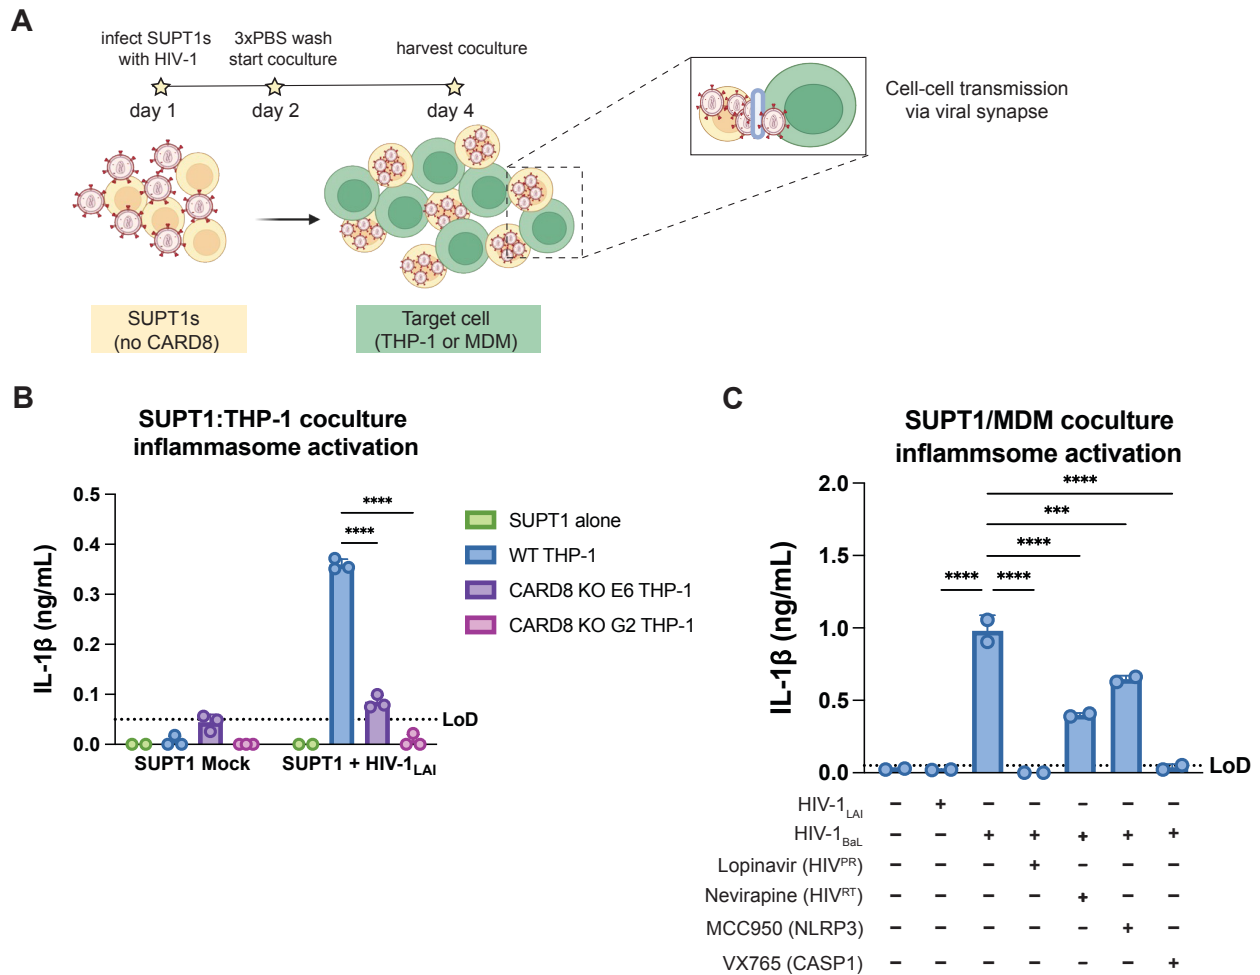 A
infect SUPT1s
with HIV-1
3xPBS wash
start coculture
harvest coculture
day 1
day 2
day 4
Cell-cell transmission
via viral synapse
SUPT1s
(no CARD8)
Target cell
(THP-1 or MDM)
B
SUPT1:THP-1 coculture
inflammasome activation
IL-1β (ng/mL)
0.5
0.4
0.3
0.2
0.1
0.0
****
****
LoD
SUPT1 Mock
SUPT1 + HIV-1LAI
SUPT1 alone
WT THP-1
CARD8 KO E6 THP-1
CARD8 KO G2 THP-1
C
SUPT1/MDM coculture
inflammsome activation
IL-1β (ng/mL)
2.0
1.5
1.0
0.5
0.0
****
***
****
**** ****
LoD
HIV-1LAI − + − − − − −
HIV-1BaL − − + + + + +
Lopinavir (HIVPR) − − − + − − −
Nevirapine (HIVRT) − − − − + − −
MCC950 (NLRP3) − − − − − + −
VX765 (CASP1) − − − − − − +